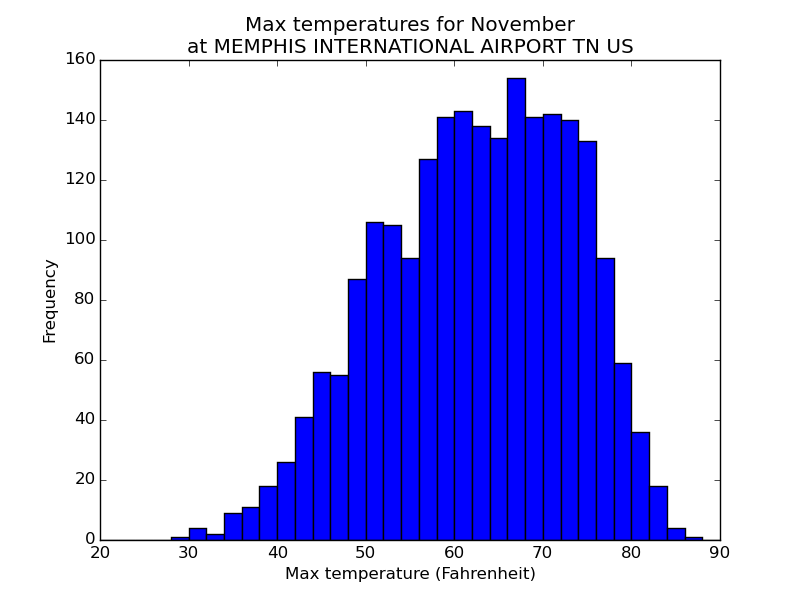 Max temperatures for November
at MEMPHIS INTERNATIONAL AIRPORT TN US
160
140
120
100
80
60
40
20
0
Frequency
20 30 40 50 60 70 80 90
Max temperature (Fahrenheit)